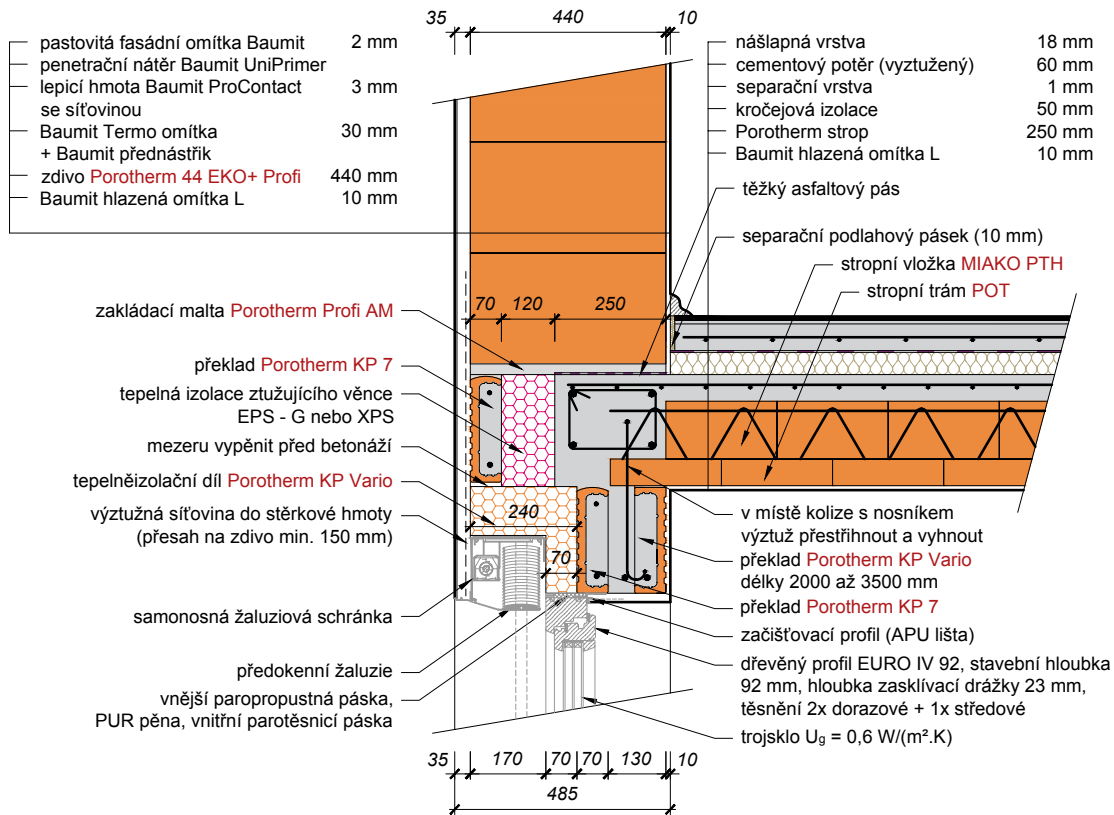 35 440 10
pastovitá fasádní omítka Baumit 2 mm
penetrační nátěr Baumit UniPrimer
lepicí hmota Baumit ProContact 3 mm
se síťovinou
Baumit Termo omítka 30 mm
+ Baumit přednástřik
zdivo Porotherm 44 EKO+ Profi 440 mm
Baumit hlazená omítka L 10 mm
nášlapná vrstva 18 mm
cementový potěr (vyztužený) 60 mm
separační vrstva 1 mm
kročejová izolace 50 mm
Porotherm strop 250 mm
Baumit hlazená omítka L 10 mm
těžký asfaltový pás
separační podlahový pásek (10 mm)
stropní vložka MIAKO PTH
stropní trám POT
70 120 250
zakládací malta Porotherm Profi AM
překlad Porotherm KP 7
tepelná izolace ztužujícího věnce
EPS - G nebo XPS
mezeru vypěnit před betonáží
tepelněizolační díl Porotherm KP Vario
výztužná síťovina do stěrkové hmoty
(přesah na zdivo min. 150 mm)
240
70
samonosná žaluziová schránka
předokenní žaluzie
vnější paropropustná páska,
PUR pěna, vnitřní parotěsnicí páska
v místě kolize s nosníkem
výztuž přestřihnout a vyhnout
překlad Porotherm KP Vario
délky 2000 až 3500 mm
překlad Porotherm KP 7
začišťovací profil (APU lišta)
dřevěný profil EURO IV 92, stavební hloubka
92 mm, hloubka zasklívací drážky 23 mm,
těsnění 2x dorazové + 1x středové
trojsklo Ug = 0,6 W/(m².K)
35 170 70 70 130 10
485